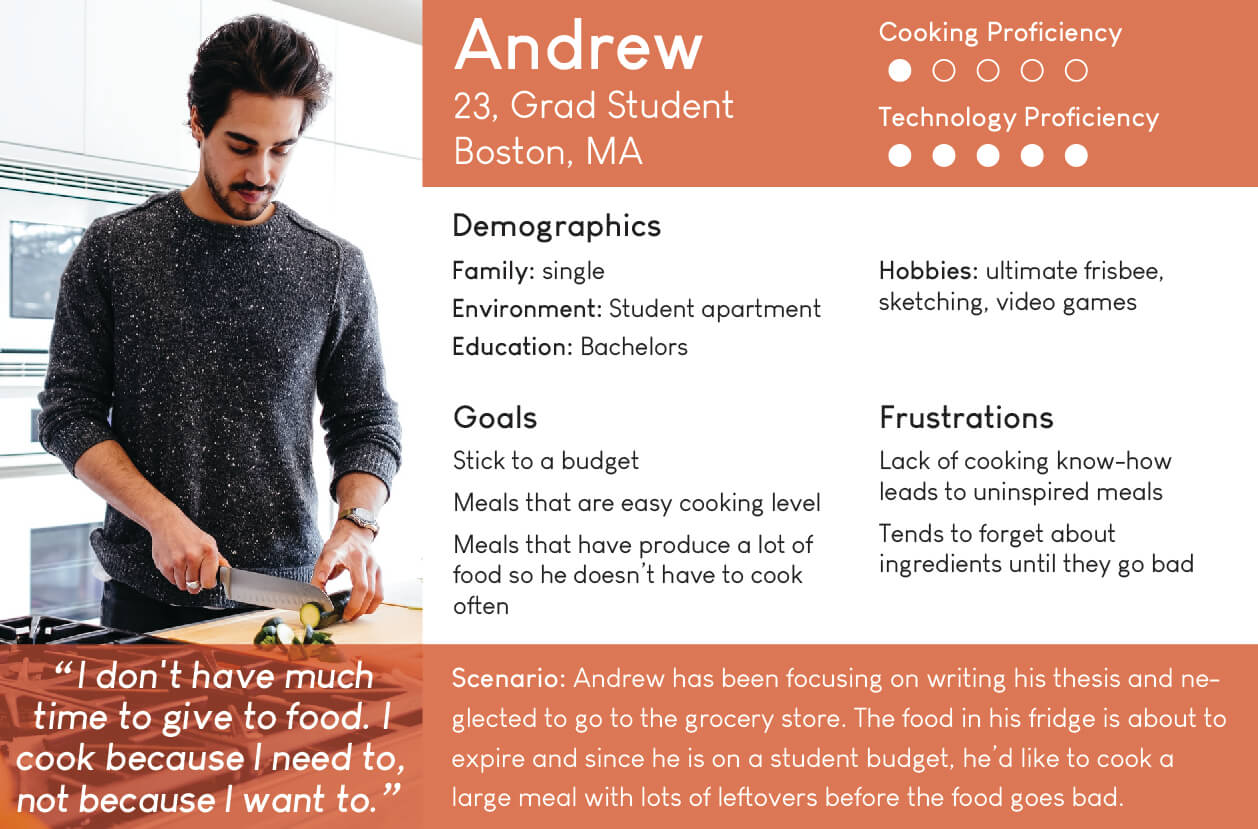 Andrew
23, Grad Student
Boston, MA
Cooking Proficiency
Technology Proficiency
Demographics
Family: single
Environment: Student apartment
Education: Bachelors
Hobbies: ultimate frisbee,
sketching, video games
Goals
Stick to a budget
Meals that are easy cooking level
Meals that have produce a lot of
food so he doesn't have to cook
often
Frustrations
Lack of cooking know-how
leads to uninspired meals
Tends to forget about
ingredients until they go bad
“I don't have much
time to give to food. I
cook because I need to,
not because I want to.”
Scenario: Andrew has been focusing on writing his thesis and ne-
glected to go to the grocery store. The food in his fridge is about to
expire and since he is on a student budget, he'd like to cook a
large meal with lots of leftovers before the food goes bad.